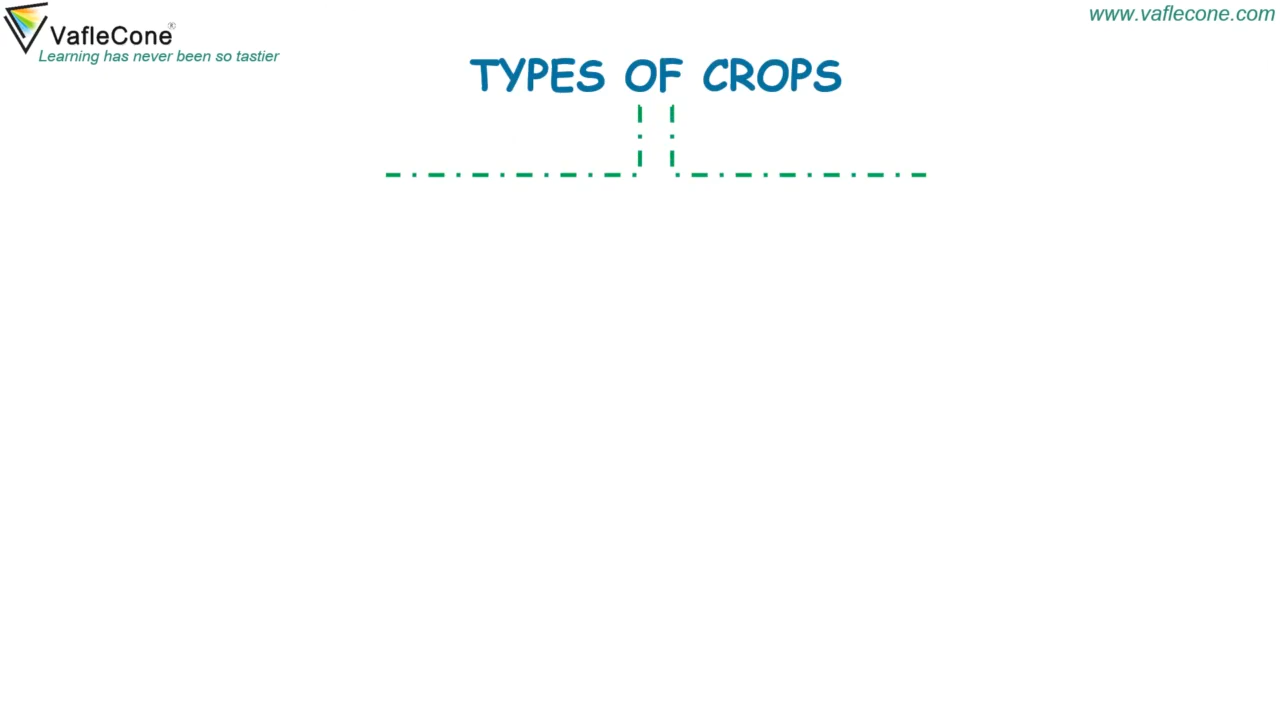 www.vaflecone.com
VafleCone®
Learning has never been so tastier
TYPES OF CROPS